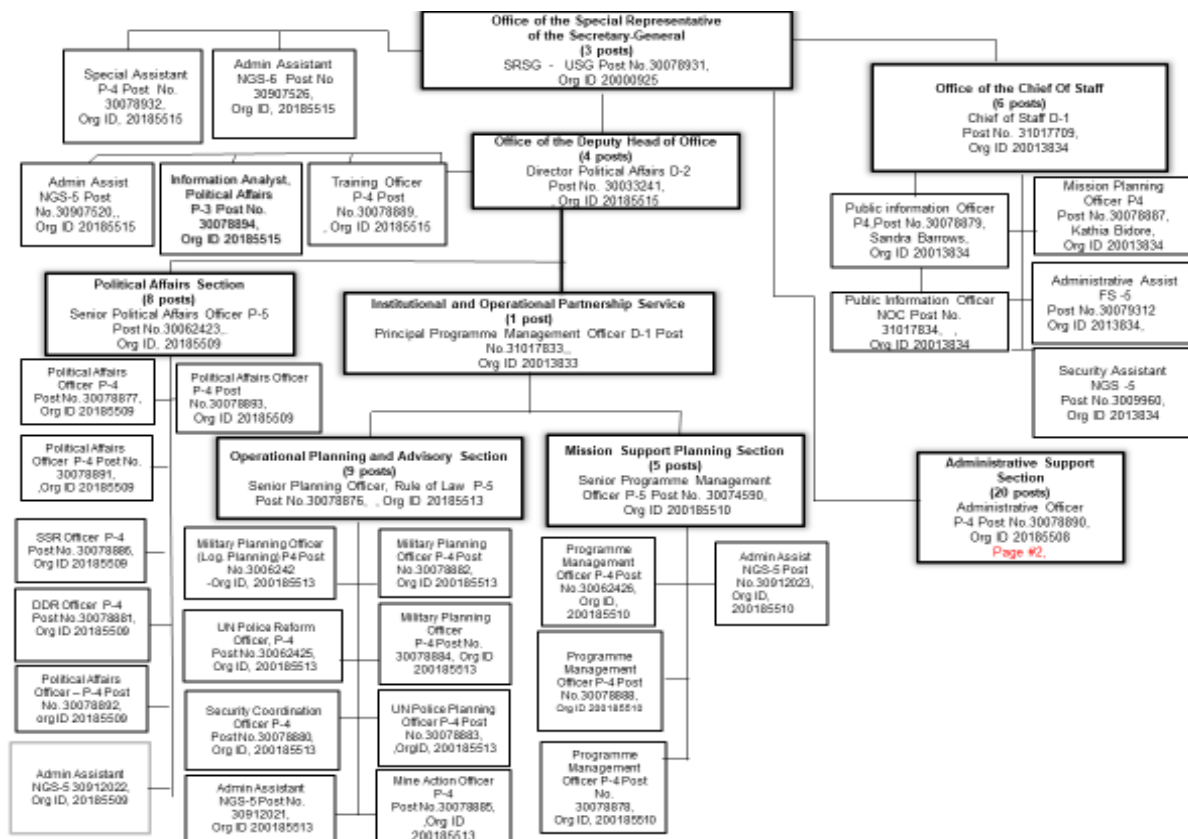 Office of the Special Representative
of the Secretary-General
(3 posts)
SRSG - USG Post No.30078931,
Org ID 20000925
Special Assistant
P-4 Post No.
30078932,
Org ID, 20185515
Admin Assistant
NGS-6 Post No
30907526,
Org ID, 20185515
Office of the Chief Of Staff
(6 posts)
Chief of Staff D-1
Post No. 31017709,
Org ID 20013834
Office of the Deputy Head of Office
(4 posts)
Director Political Affairs D-2
Post No. 30033241,
, Org ID, 20185515
Admin Assist
NGS-5 Post
No.30907520,,
Org ID 20185515
Information Analyst,
Political Affairs
P-3 Post No.
30078894,
Org ID 20185515
Training Officer
P-4 Post
No.30078889,
, Org ID, 20185515
Public information Officer
P4,Post No.30078879,
Sandra Barrows,
Org ID 20013834
Mission Planning
Officer P4
Post No.30078887,
Kathia Bidore,
Org ID, 20013834
Public Information Officer
NOC Post No.
31017834, ,
Org ID 20013834
Administrative Assist
FS -5
Post No.30079312
Org ID 2013834,
Security Assistant
NGS -5
Post No.3009960,
Org ID, 2013834
Political Affairs Section
(8 posts)
Senior Political Affairs Officer P-5
Post No.30062423,,
Org ID, 20185509
Institutional and Operational Partnership Service
(1 post)
Principal Programme Management Officer D-1 Post
No.31017833,,
Org ID 20013833
Political Affairs
Officer P-4
Post No.30078877,
Org ID 20185509
Political Affairs Officer
P-4 Post
No.30078893,
Org ID 20185509
Political Affairs
Officer P-4 Post No.
30078891,
,Org ID 20185509
SSR Officer P-4
Post No.30078886,
Org ID 20185509
DDR Officer P-4
Post No.30078881,
Org ID 20185509
Political Affairs
Officer – P-4 Post
No.30078892,
orgID 20185509
Admin Assistant
NGS-5 30912022,
Org ID, 20185509
Operational Planning and Advisory Section
(9 posts)
Senior Planning Officer, Rule of Law P-5
Post No.30078876, , Org ID, 20185513
Military Planning Officer
(Log. Planning) P4 Post
No.3006242
-Org ID, 200185513
Military Planning
Officer P-4 Post
No.30078882,
Org ID, 200185513
UN Police Reform
Officer, P-4
Post No.30062425,
Org ID, 200185513
Military Planning
Officer
P-4 Post No.
30078884, Org ID
200185513
Security Coordination
Officer P-4
Post No.30078880,
Org ID, 200185513
UN Police Planning
Officer P-4 Post
No.30078883,
,OrgID, 200185513
Admin Assistant
NGS-5 Post No.
30912021,
Org ID, 200185513
Mine Action Officer
P-4
Post No.30078885,
,Org ID
200185513
Mission Support Planning Section
(5 posts)
Senior Programme Management
Officer P-5 Post No. 30074590,
Org ID, 200185510
Programme
Management
Officer P-4 Post
No.30062426,
Org ID,
200185510
Admin Assist
NGS-5 Post
No.30912023,
Org ID,
200185510
Programme
Management
Officer P-4 Post
No.30078888,
Org ID 200185510
Programme
Management
Officer P-4 Post
No.
30078878,
Org ID, 200185510
Administrative Support
Section
(20 posts)
Administrative Officer
P-4 Post No.30078890,
Org ID 20185508
Page #2,